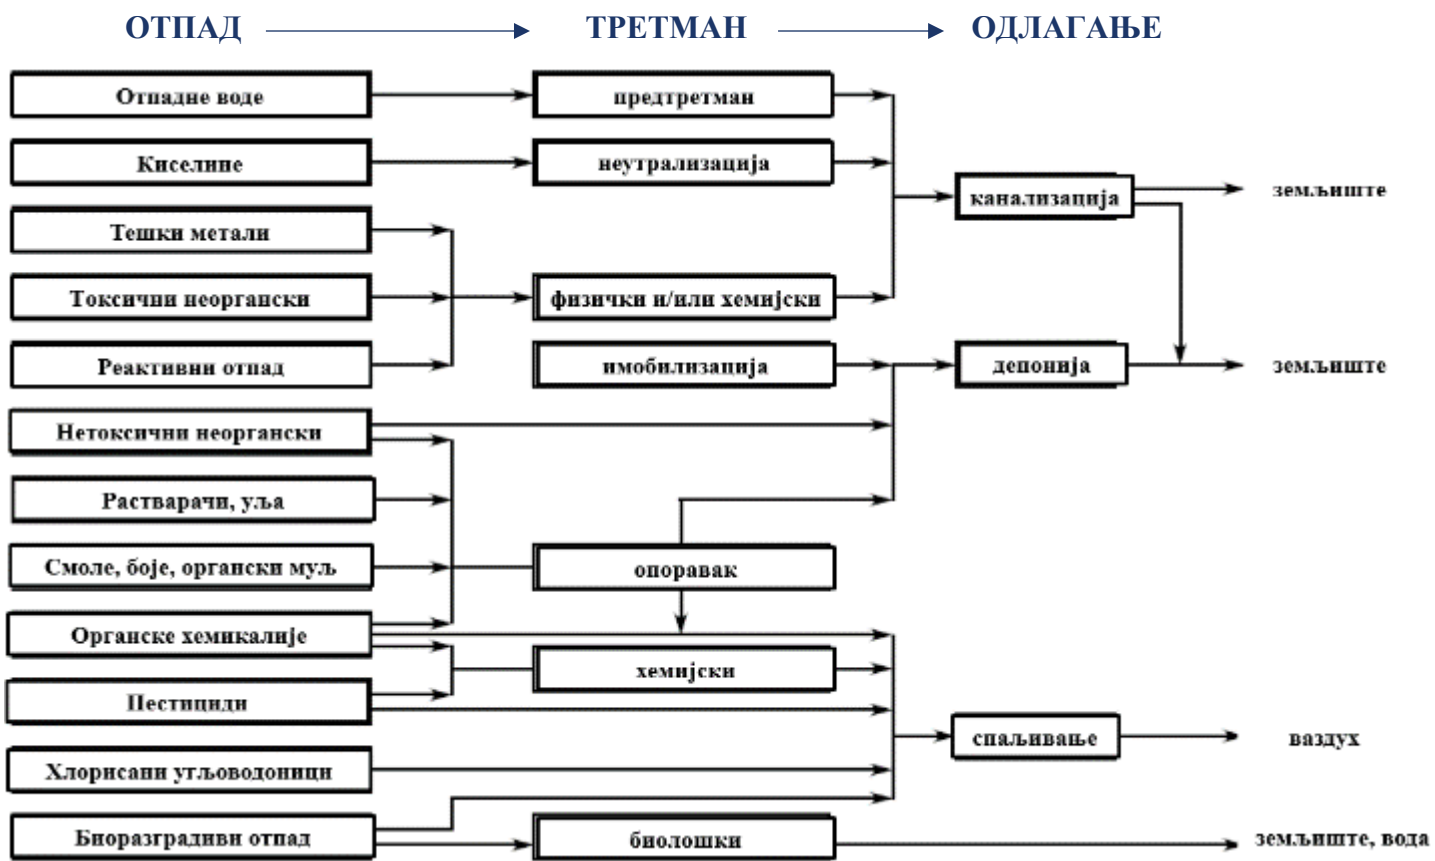 ОТПАД ТРЕТМАН ОДЛАГАЊЕ
Отпадне воде предтретман
Киселине неутрализација
канализација земљиште
Тешки метали
Токсични неоргански физички и/или хемијски
Реактивни отпад имобилизација депонија земљиште
Нетоксични неоргански
Растварачи, уља
Смоле, боје, органски муљ опоравак
Органске хемикалије
хемијски
Пестициди
спаљивање ваздух
Хлорисани угљоводоници
Биоразградиви отпад биолошки земљиште, вода